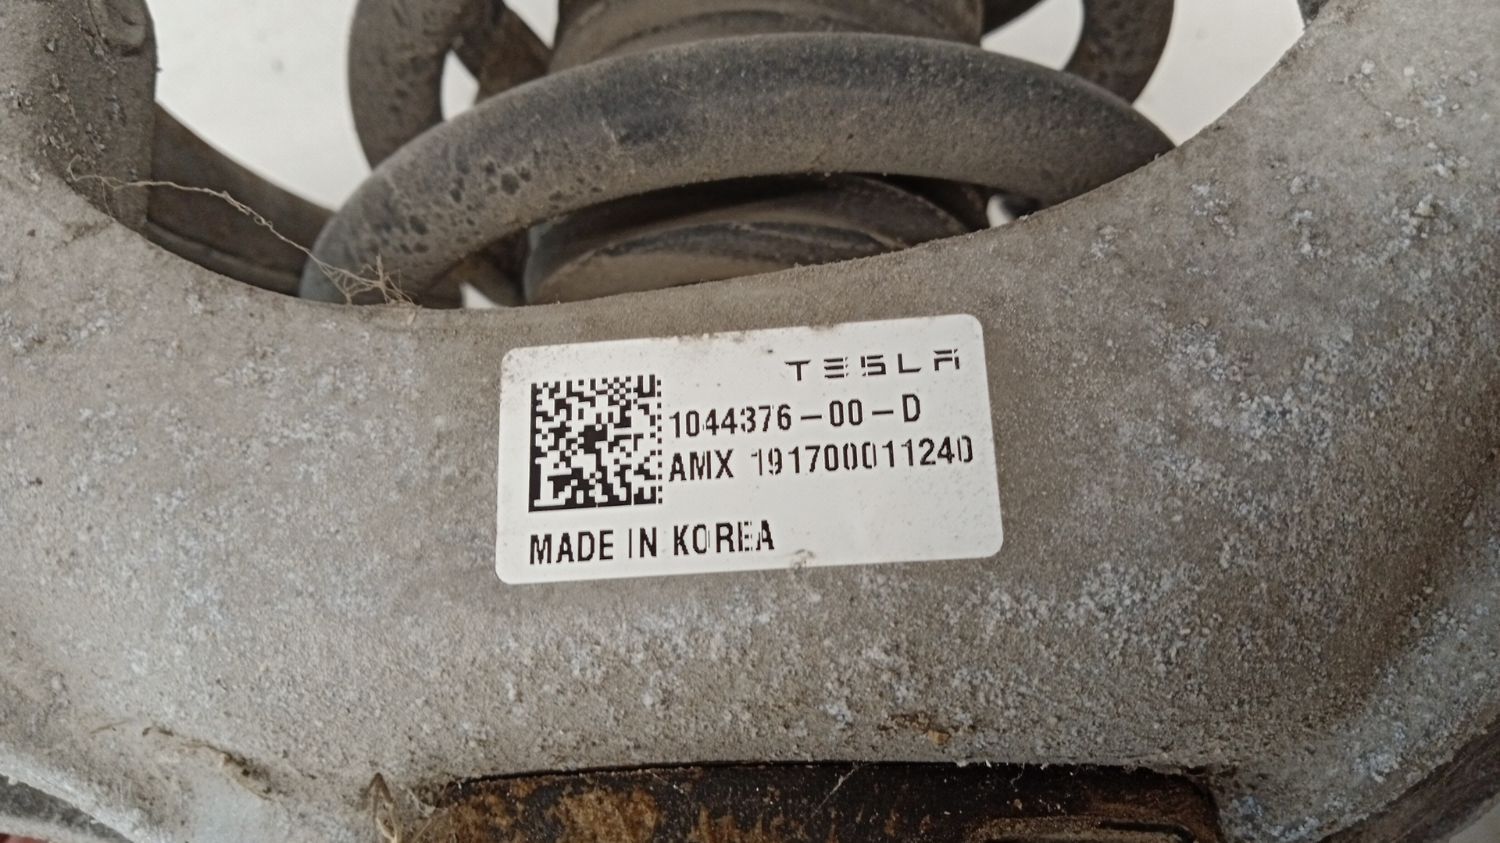 TESLA
1044376-00-D
AMX 191700011240
MADE IN KOREA